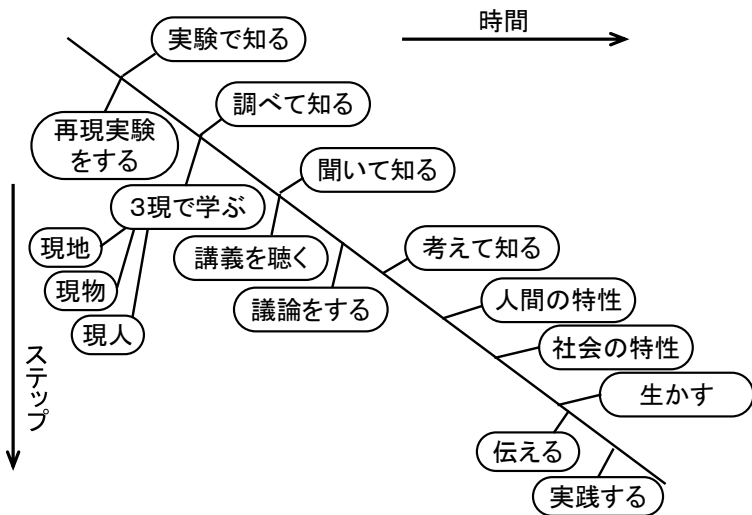 時間
実験で知る
再現実験
をする
調べて知る
3現で学ぶ
現地
現物
現人
聞いて知る
講義を聴く
議論をする
考えて知る
人間の特性
社会の特性
生かす
伝える
実践する
ステップ